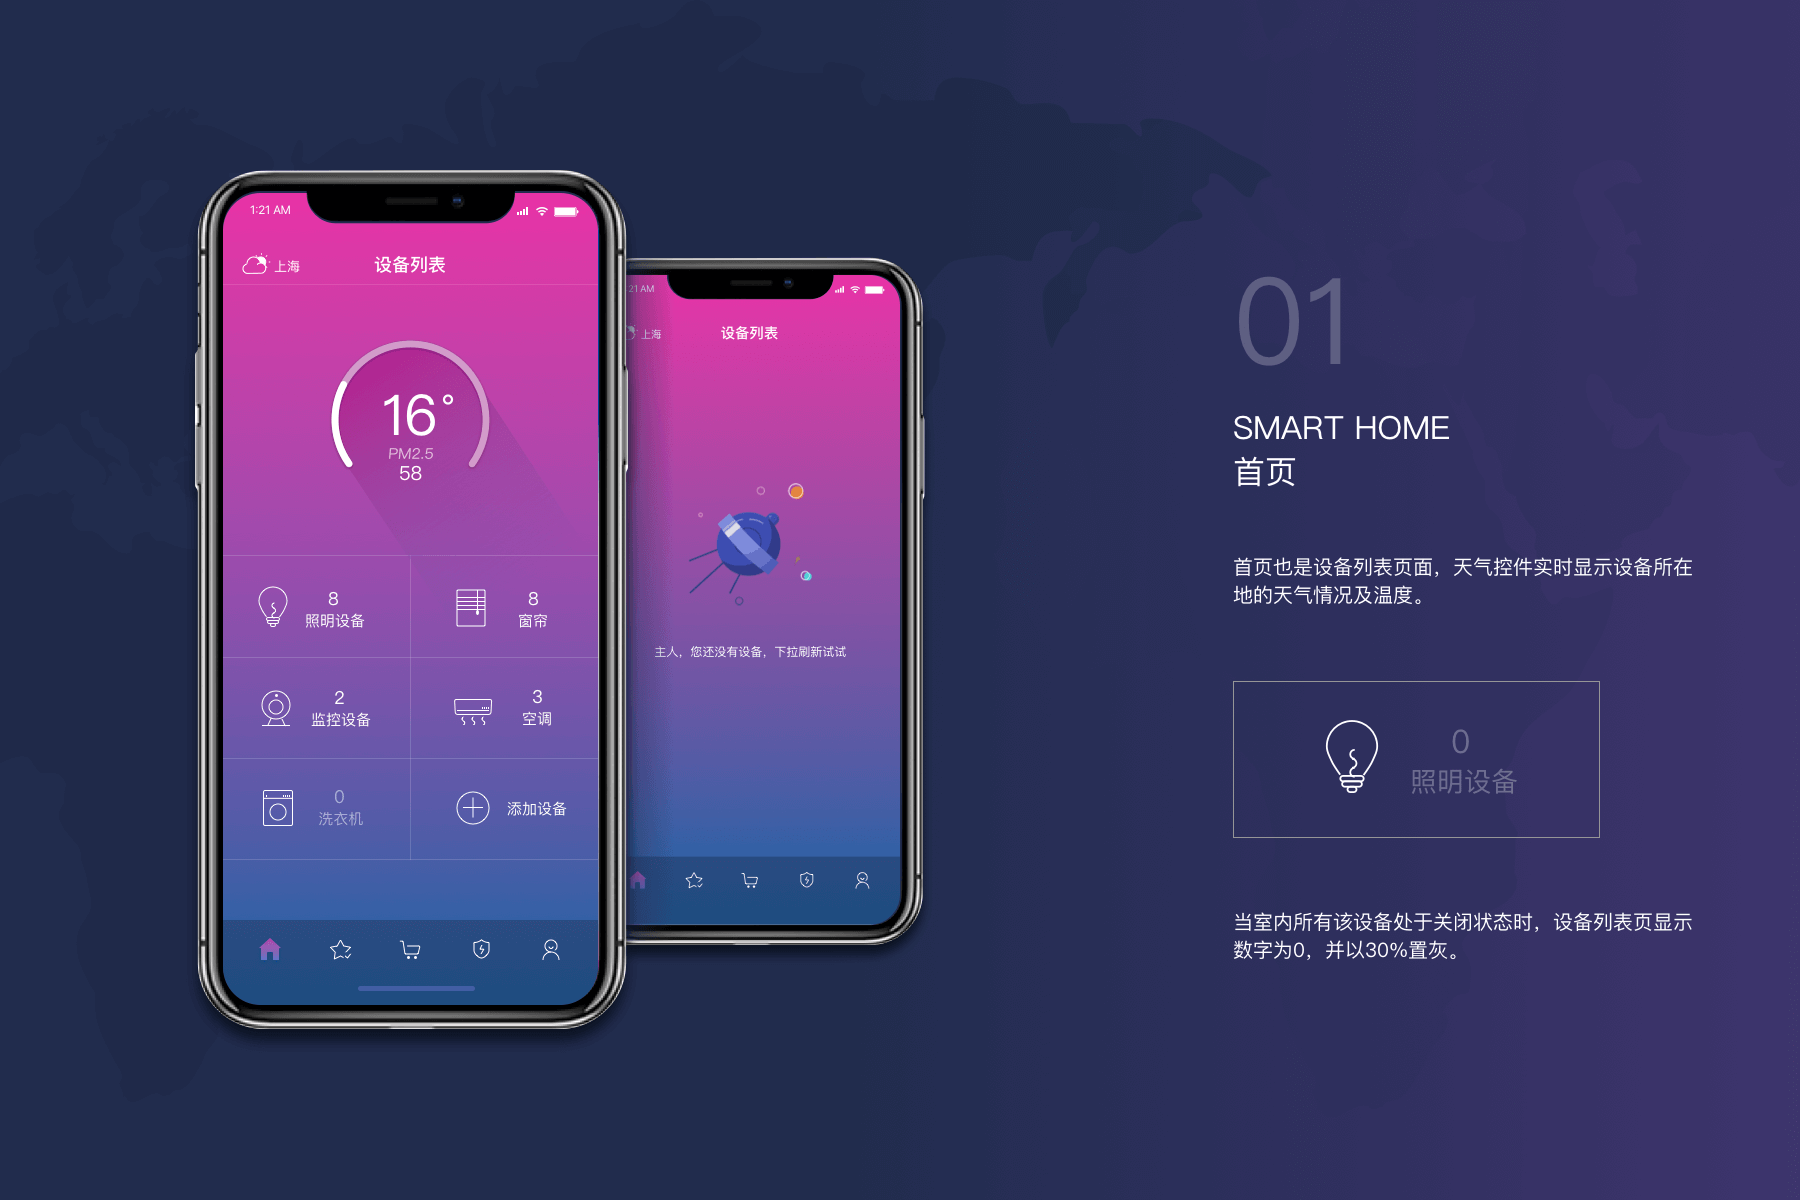 1:21 AM
上海
设备列表
16°
PM2.5
58
8
照明设备
8
窗帘
2
监控设备
3
空调
0
洗衣机
添加设备
21 AM
上海
设备列表
主人，您还没有设备，下拉刷新试试
01
SMART HOME
首页
首页也是设备列表页面，天气控件实时显示设备所在
地的天气情况及温度。
0
照明设备
当室内所有该设备处于关闭状态时，设备列表页显示
数字为0，并以30%置灰。